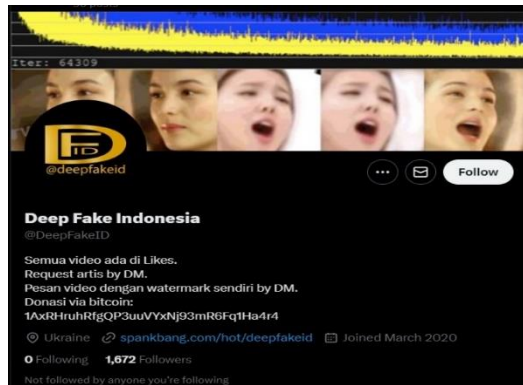 Iter: 64309
FID
@deepfakeid
Follow
Deep Fake Indonesia
@DeepFakeID
Semua video ada di Likes.
Request artis by DM.
Pesan video dengan watermark sendiri by DM.
Donasi via bitcoin:
1AxRHruhRfgQP3uuVYxNj93mR6Fq1Ha4r4
Ukraine spankbang.com/hot/deepfakeid Joined March 2020
0 Following 1,672 Followers
Not followed by anyone you're following